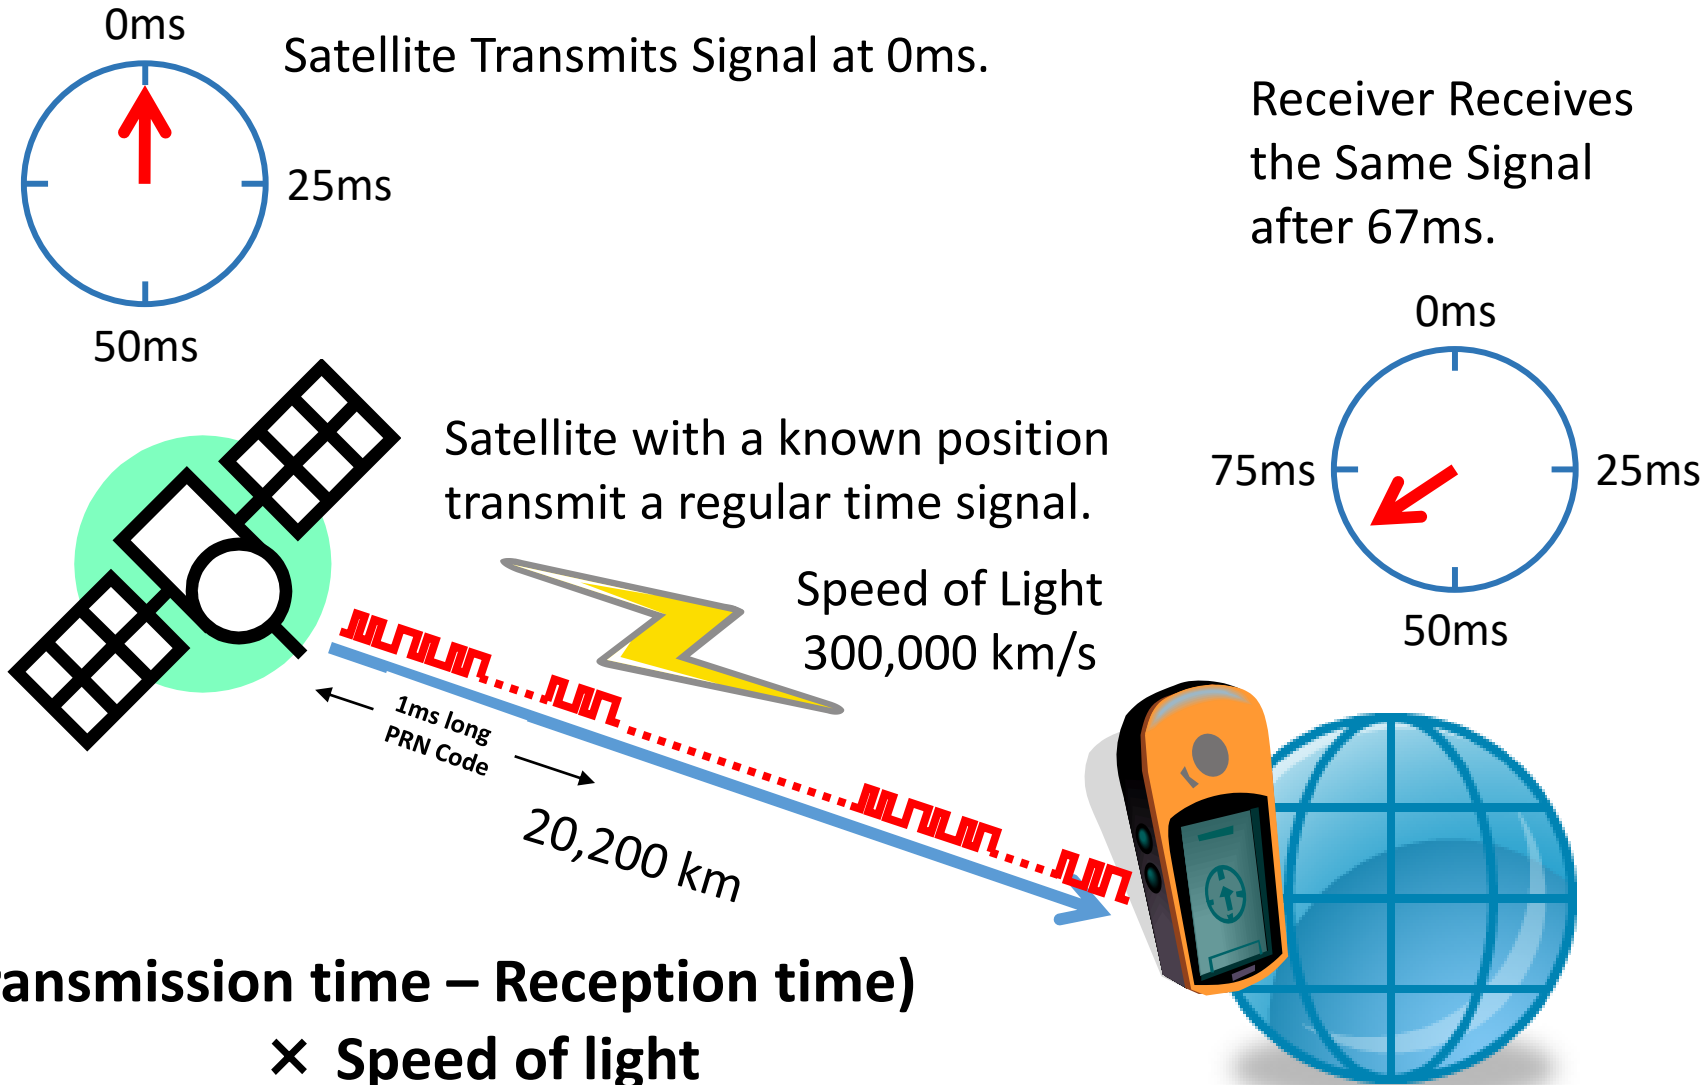 0ms
Satellite Transmits Signal at 0ms.
25ms
50ms
Receiver Receives
the Same Signal
after 67ms.
0ms
75ms
25ms
50ms
Satellite with a known position
transmit a regular time signal.
Speed of Light
300,000 km/s
1ms long
PRN Code
20,200 km
ansmission time – Reception time)
× Speed of light